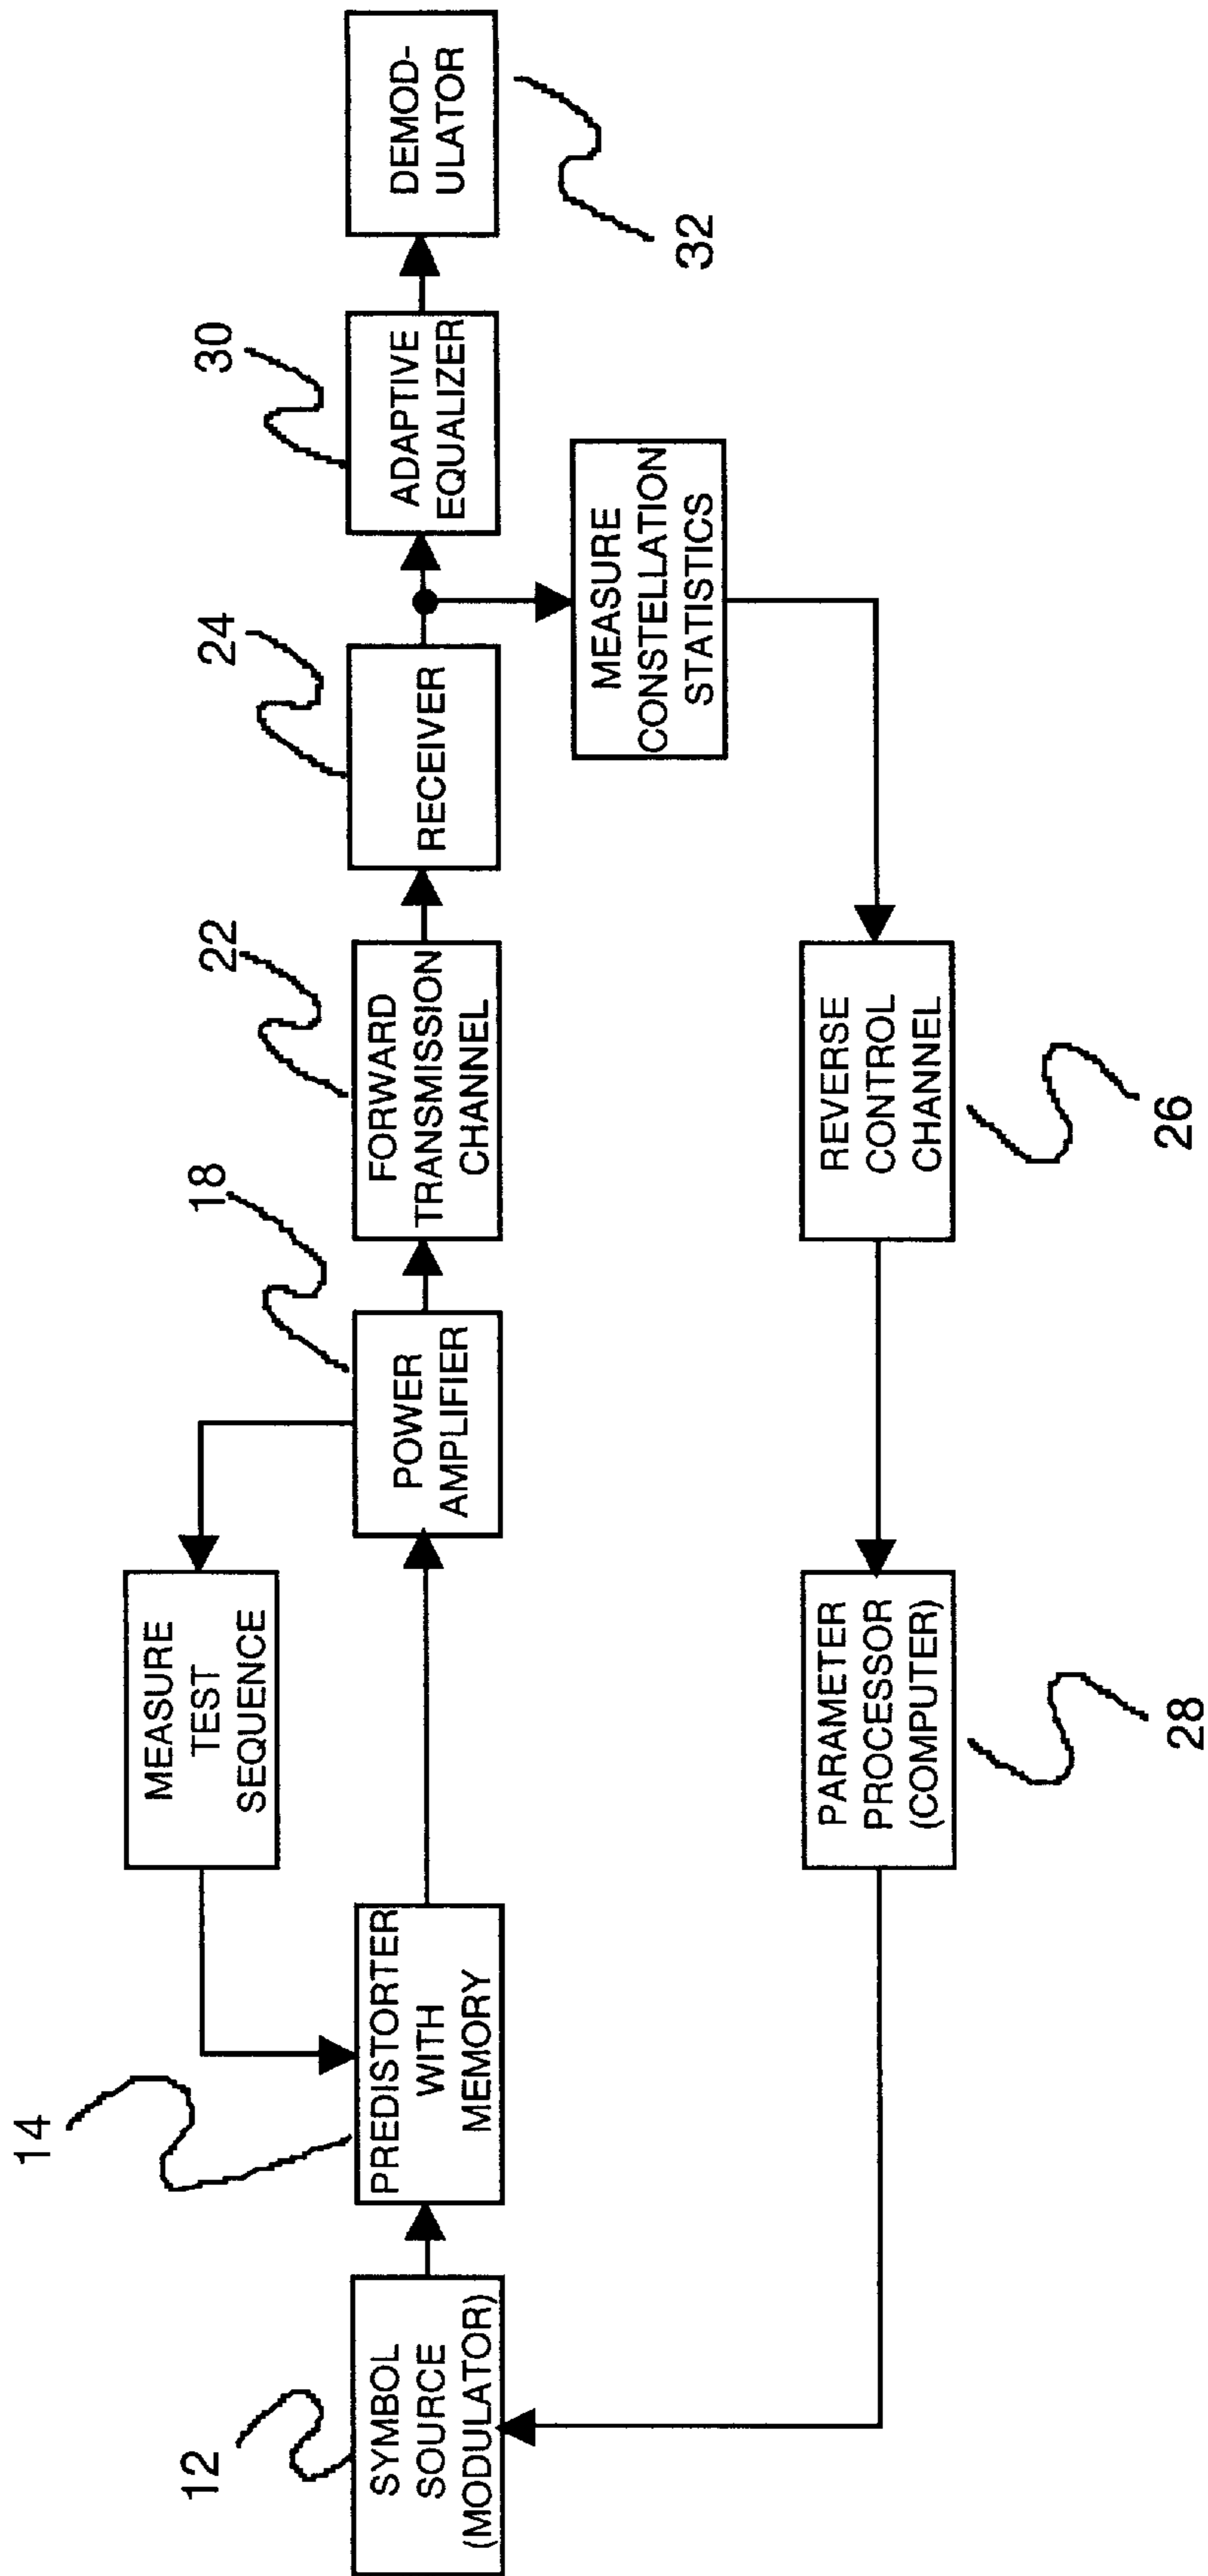 14
MEASURE
TEST
SEQUENCE
18
22
24
30
12
SYMBOL
SOURCE
(MODULATOR)
PREDISTORTER
WITH
MEMORY
POWER
AMPLIFIER
FORWARD
TRANSMISSION
CHANNEL
RECEIVER
ADAPTIVE
EQUALIZER
DEMOD-
ULATOR
32
MEASURE
CONSTELLATION
STATISTICS
PARAMETER
PROCESSOR
(COMPUTER)
28
REVERSE
CONTROL
CHANNEL
26